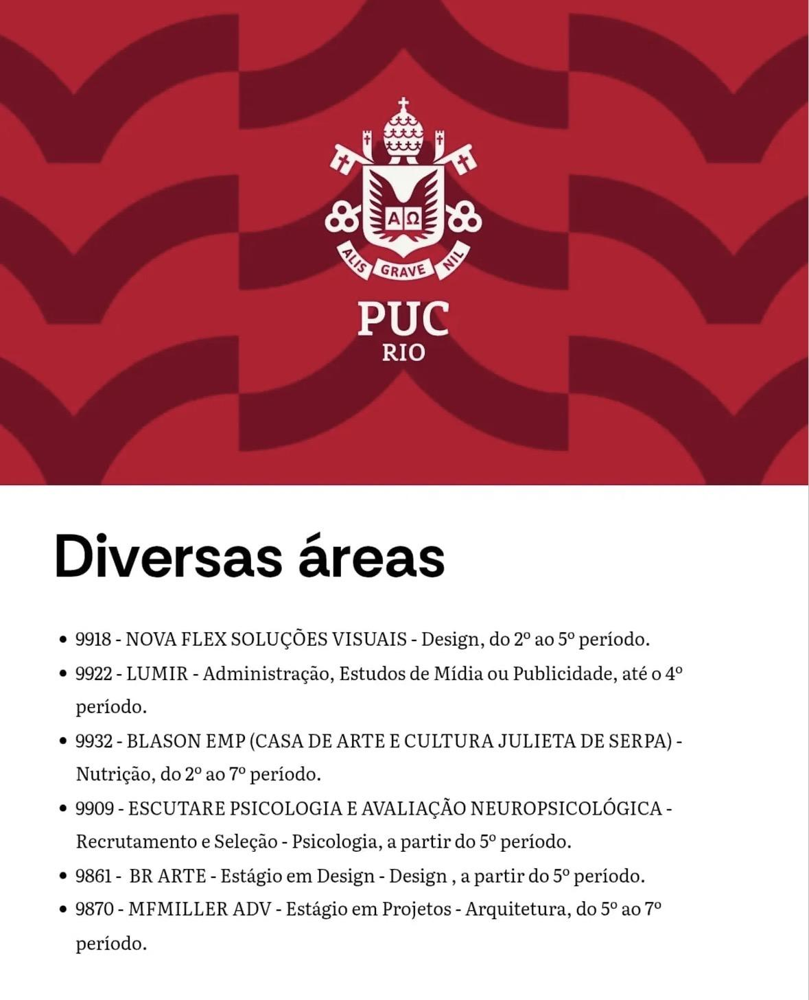 ΑΩ
ALIS GRAVE NIL
PUC
RIO
Diversas áreas
• 9918 - NOVA FLEX SOLUÇÕES VISUAIS - Design, do 2º ao 5º período.
• 9922 - LUMIR - Administração, Estudos de Mídia ou Publicidade, até o 4º
período.
• 9932 - BLASON EMP (CASA DE ARTE E CULTURA JULIETA DE SERPA) -
Nutrição, do 2º ao 7º período.
• 9909 - ESCUTARE PSICOLOGIA E AVALIAÇÃO NEUROPSICOLÓGICA -
Recrutamento e Seleção - Psicologia, a partir do 5º período.
• 9861 -  BR ARTE - Estágio em Design - Design , a partir do 5º período.
• 9870 - MFMILLER ADV - Estágio em Projetos - Arquitetura, do 5º ao 7º
período.